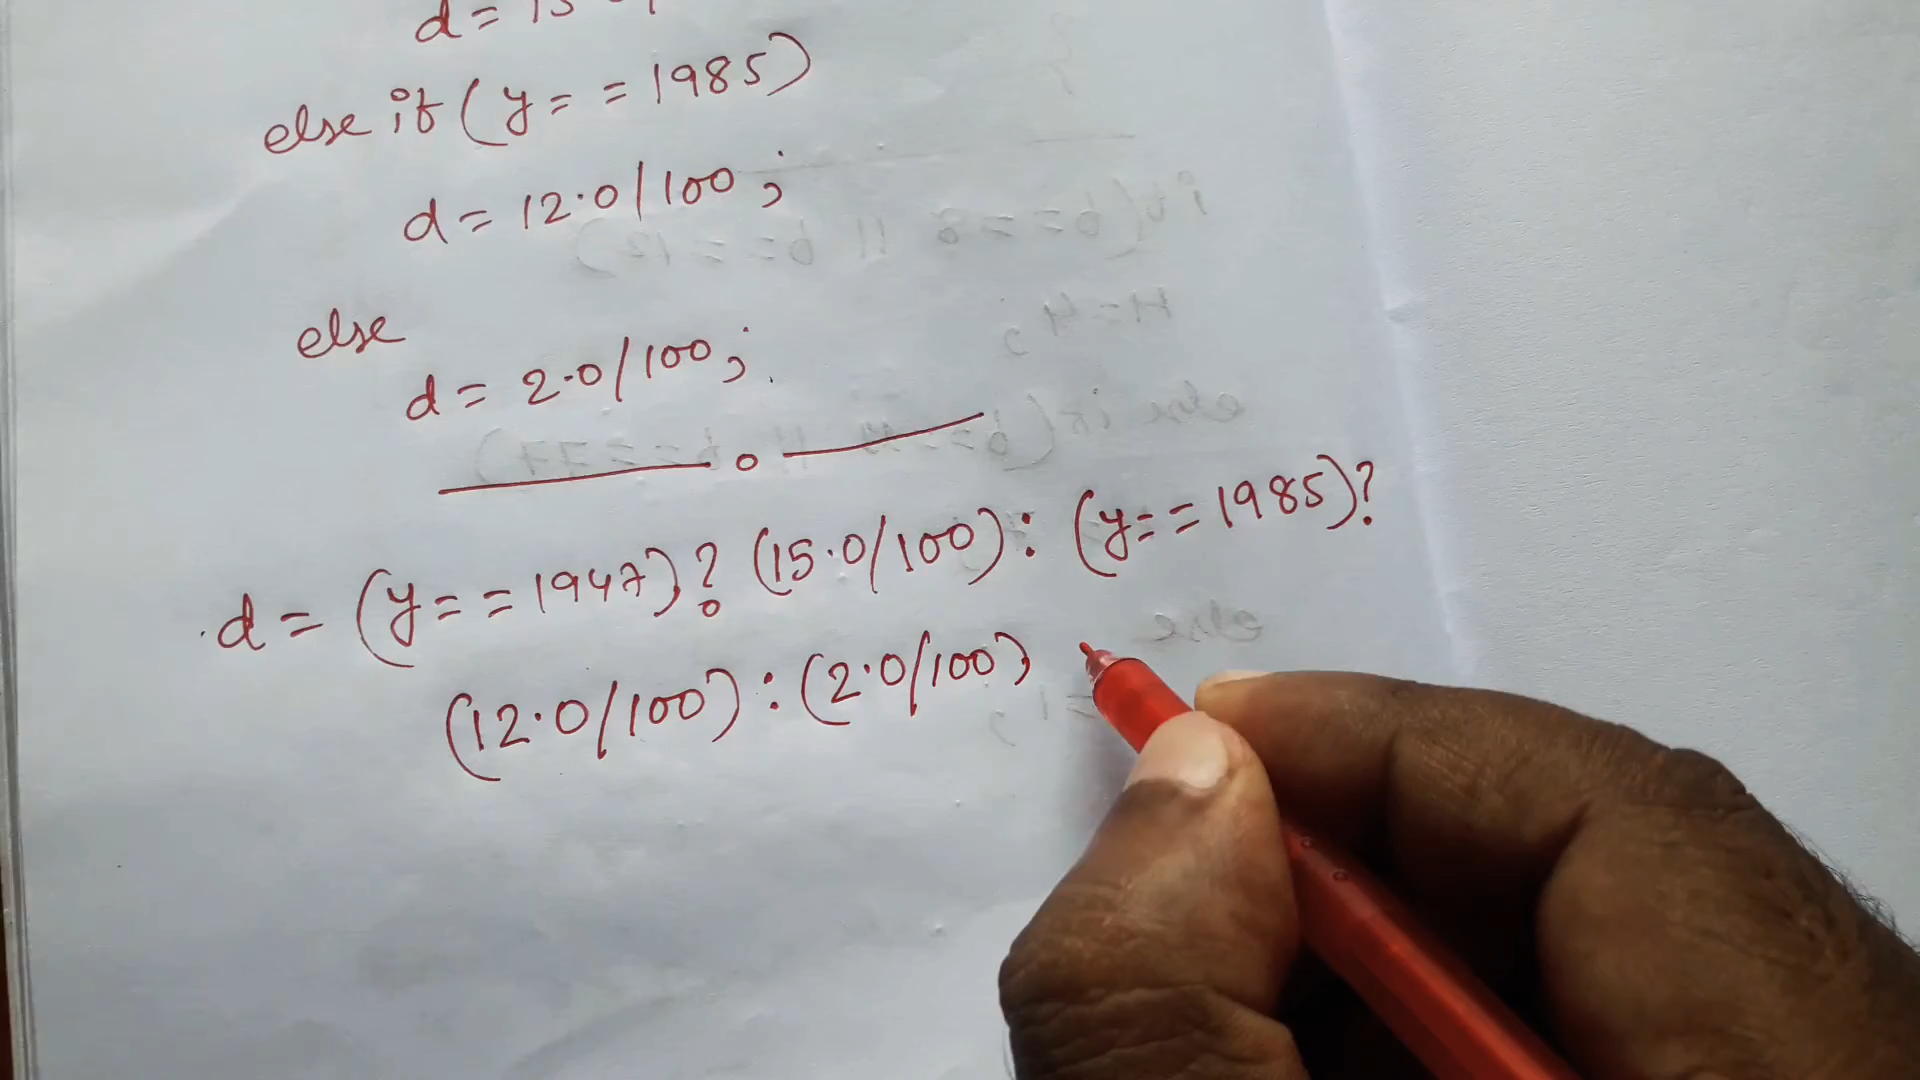 d = 15
else if (y = = 1985)
d = 12.0/100;
else
d = 2.0/100;
d = (y = = 1947)? (15.0/100) : (y = = 1985)?
(12.0/100) : (2.0/100)